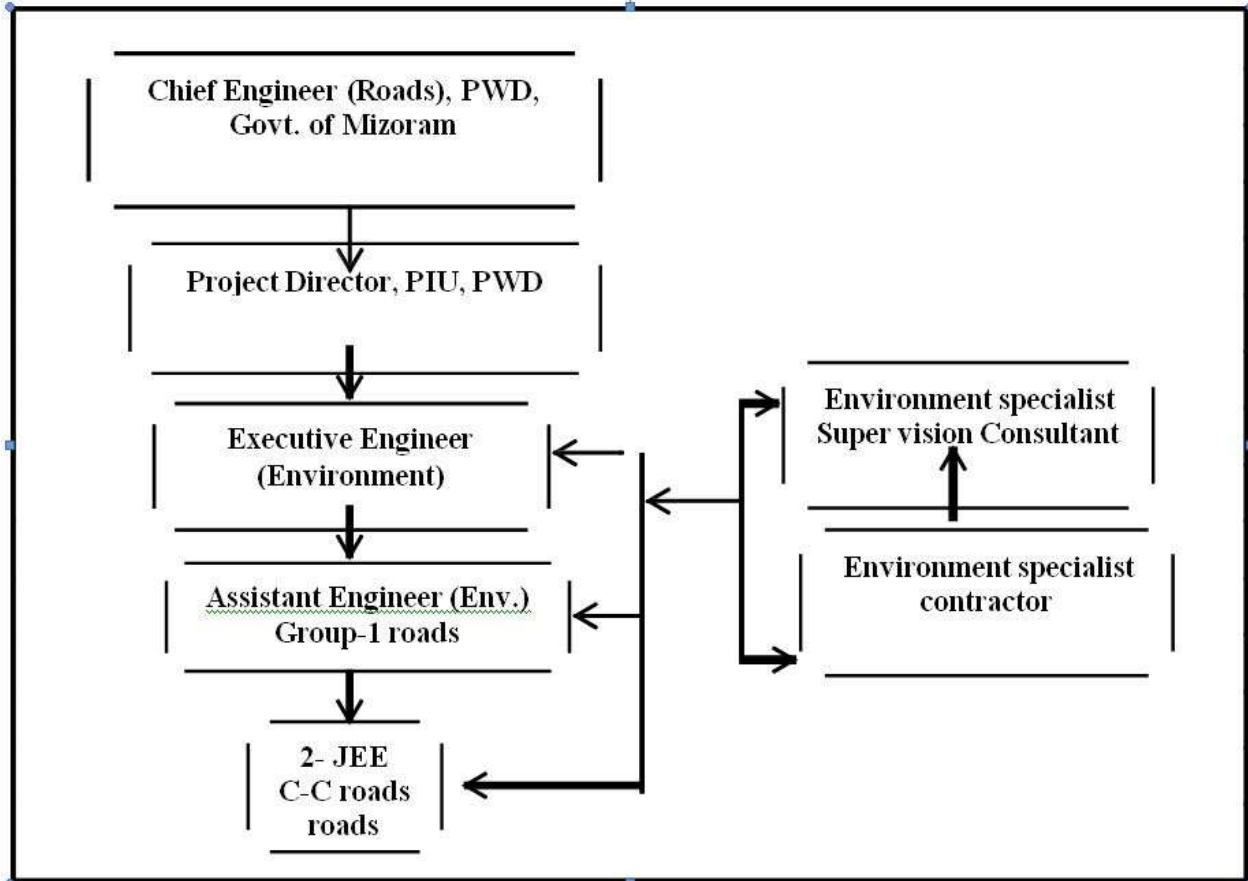 Chief Engineer (Roads), PWD,
Govt. of Mizoram
Project Director, PIU, PWD
Executive Engineer
(Environment)
Assistant Engineer (Env.)
Group-1 roads
2- JEE
C-C roads
roads
Environment specialist
Super vision Consultant
Environment specialist
contractor